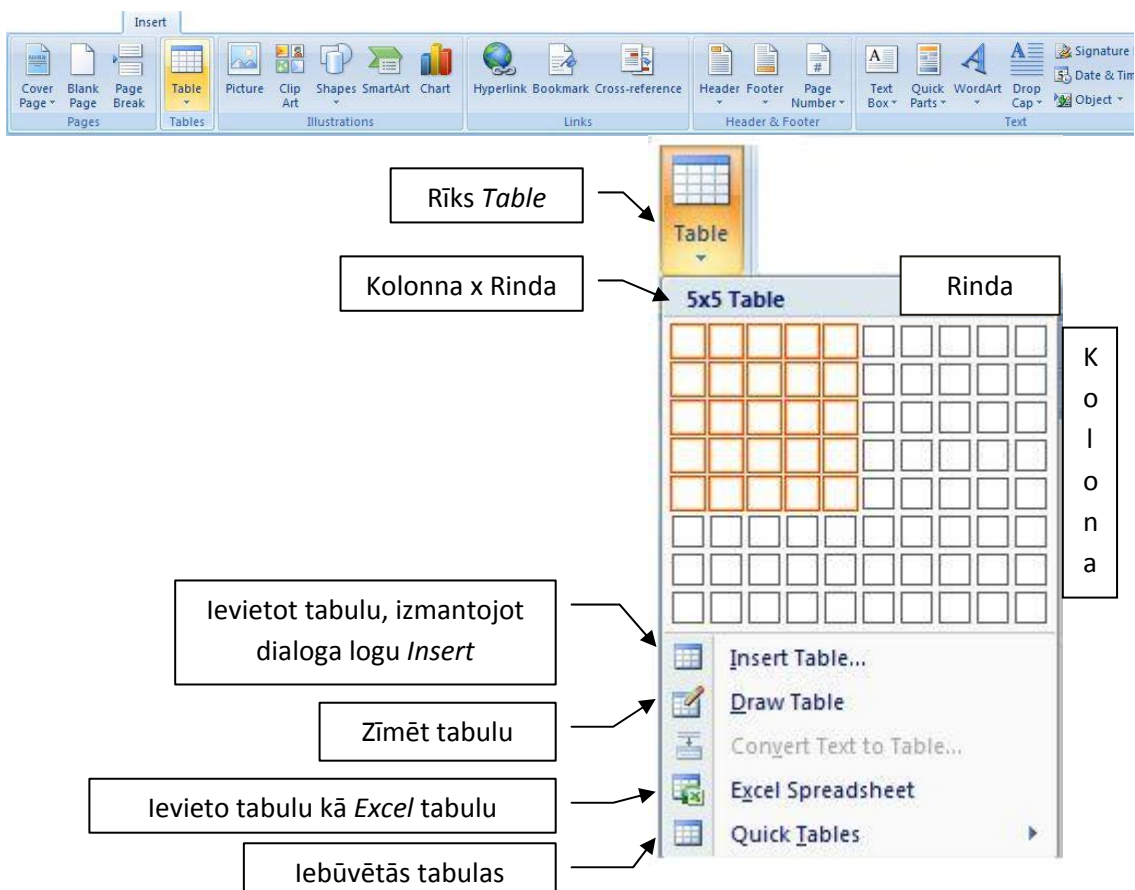 Insert
Cover Page
Blank Page
Page Break
Table
Picture
Clip Art
Shapes
SmartArt
Chart
Hyperlink
Bookmark
Cross-reference
Header
Footer
Page Number
Text Box
Quick Parts
WordArt
Drop Cap
Signature
Date & Tim
Object
Pages
Tables
Illustrations
Links
Header & Footer
Text
Rīks Table
Table
Kolonna x Rinda
5x5 Table
Rinda
Kolona
Ievietot tabulu, izmantojot
dialoga logu Insert
Insert Table...
Zīmēt tabulu
Draw Table
Convert Text to Table...
Ievieto tabulu kā Excel tabulu
Excel Spreadsheet
Iebūvētās tabulas
Quick Tables